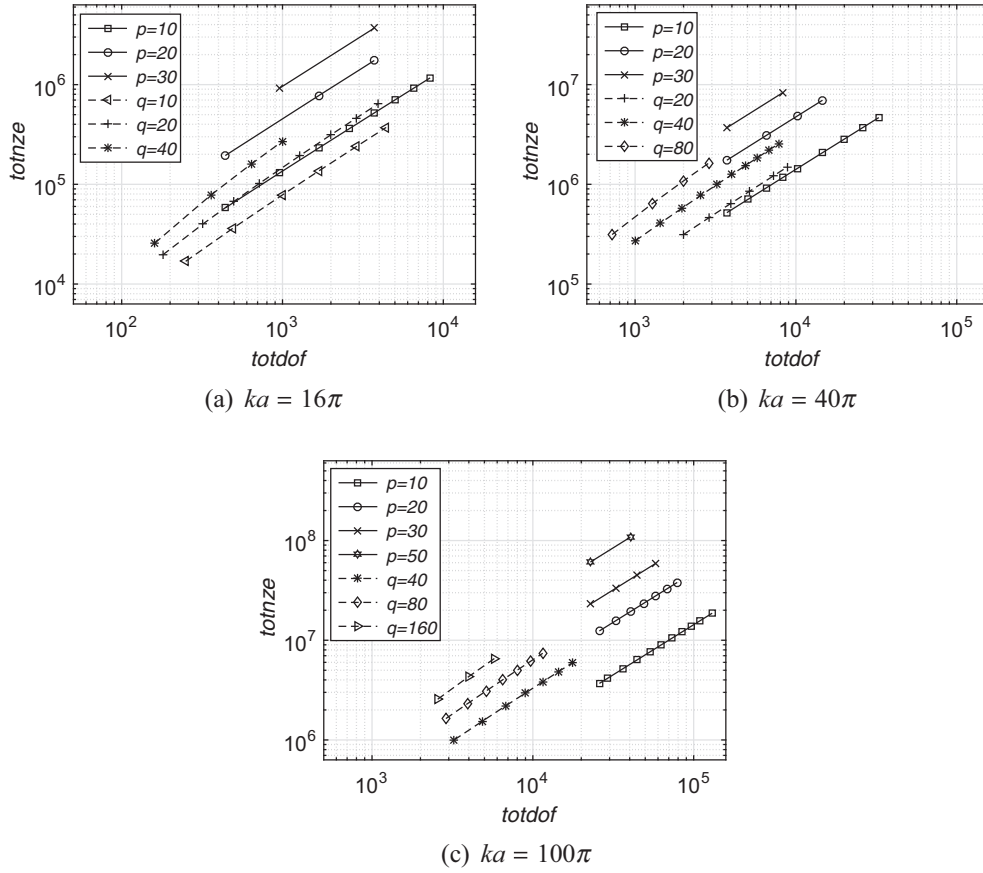 p=10
p=20
p=30
q=10
q=20
q=40
totnze
10^6
10^5
10^4
10^2
10^3
10^4
totdof
(a) ka = 16π
p=10
p=20
p=30
q=20
q=40
q=80
totnze
10^7
10^6
10^5
10^3
10^4
10^5
totdof
(b) ka = 40π
p=10
p=20
p=30
p=50
q=40
q=80
q=160
totnze
10^8
10^7
10^6
10^3
10^4
10^5
totdof
(c) ka = 100π